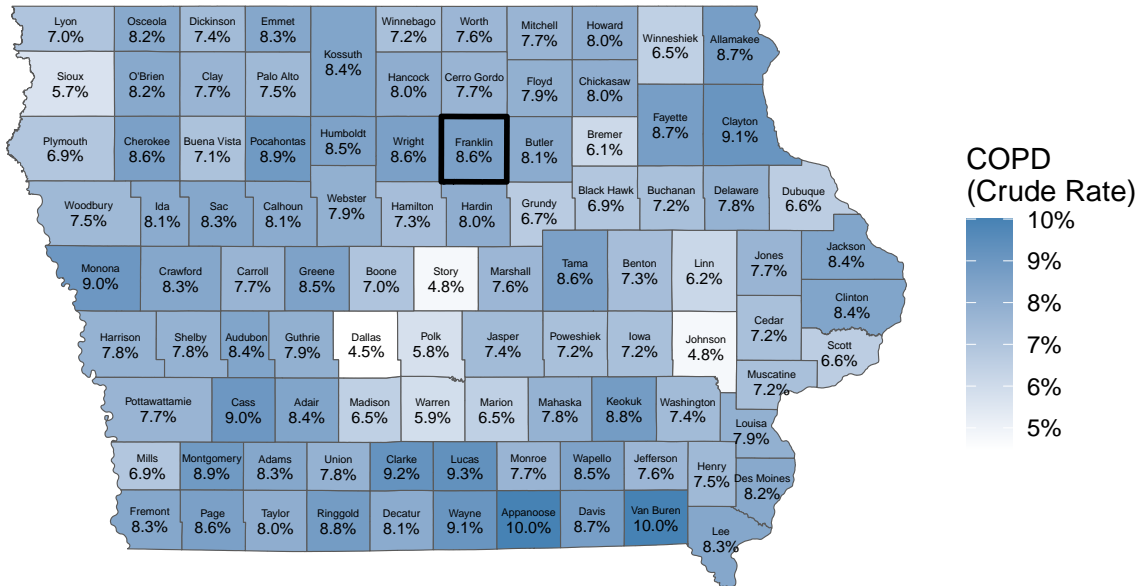 Lyon
7.0%
Osceola
8.2%
Dickinson
7.4%
Emmet
8.3%
Kossuth
8.4%
Winnebago
7.2%
Worth
7.6%
Mitchell
7.7%
Howard
8.0%
Winneshiek
6.5%
Allamakee
8.7%
Sioux
5.7%
O'Brien
8.2%
Clay
7.7%
Palo Alto
7.5%
Hancock
8.0%
Cerro Gordo
7.7%
Floyd
7.9%
Chickasaw
8.0%
Fayette
8.7%
Clayton
9.1%
Plymouth
6.9%
Cherokee
8.6%
Buena Vista
7.1%
Pocahontas
8.9%
Humboldt
8.5%
Wright
8.6%
Franklin
8.6%
Butler
8.1%
Bremer
6.1%
Woodbury
7.5%
Ida
8.1%
Sac
8.3%
Calhoun
8.1%
Webster
7.9%
Hamilton
7.3%
Hardin
8.0%
Grundy
6.7%
Black Hawk
6.9%
Buchanan
7.2%
Delaware
7.8%
Dubuque
6.6%
Monona
9.0%
Crawford
8.3%
Carroll
7.7%
Greene
8.5%
Boone
7.0%
Story
4.8%
Marshall
7.6%
Tama
8.6%
Benton
7.3%
Linn
6.2%
Jones
7.7%
Jackson
8.4%
Clinton
8.4%
Harrison
7.8%
Shelby
7.8%
Audubon
8.4%
Guthrie
7.9%
Dallas
4.5%
Polk
5.8%
Jasper
7.4%
Poweshiek
7.2%
Iowa
7.2%
Johnson
4.8%
Cedar
7.2%
Scott
6.6%
Muscatine
7.2%
Pottawattamie
7.7%
Cass
9.0%
Adair
8.4%
Madison
6.5%
Warren
5.9%
Marion
6.5%
Mahaska
7.8%
Keokuk
8.8%
Washington
7.4%
Louisa
7.9%
Mills
6.9%
Montgomery
8.9%
Adams
8.3%
Union
7.8%
Clarke
9.2%
Lucas
9.3%
Monroe
7.7%
Wapello
8.5%
Jefferson
7.6%
Henry
7.5%
Des Moines
8.2%
Fremont
8.3%
Page
8.6%
Taylor
8.0%
Ringgold
8.8%
Decatur
8.1%
Wayne
9.1%
Appanoose
10.0%
Davis
8.7%
Van Buren
10.0%
Lee
8.3%
COPD
(Crude Rate)
10%
9%
8%
7%
6%
5%